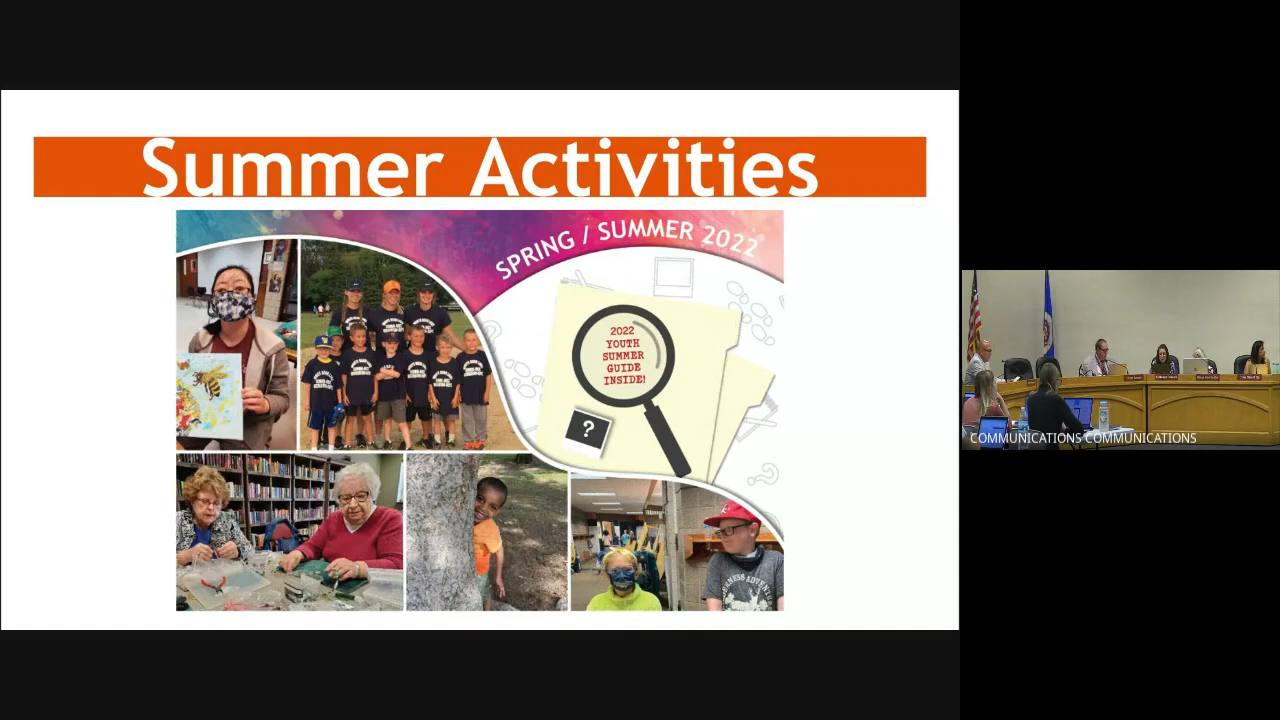 Summer Activities
SPRING / SUMMER 2022
2022
YOUTH
SUMMER
GUIDE
INSIDE!
?
COMMUNICATIONS COMMUNICATIONS